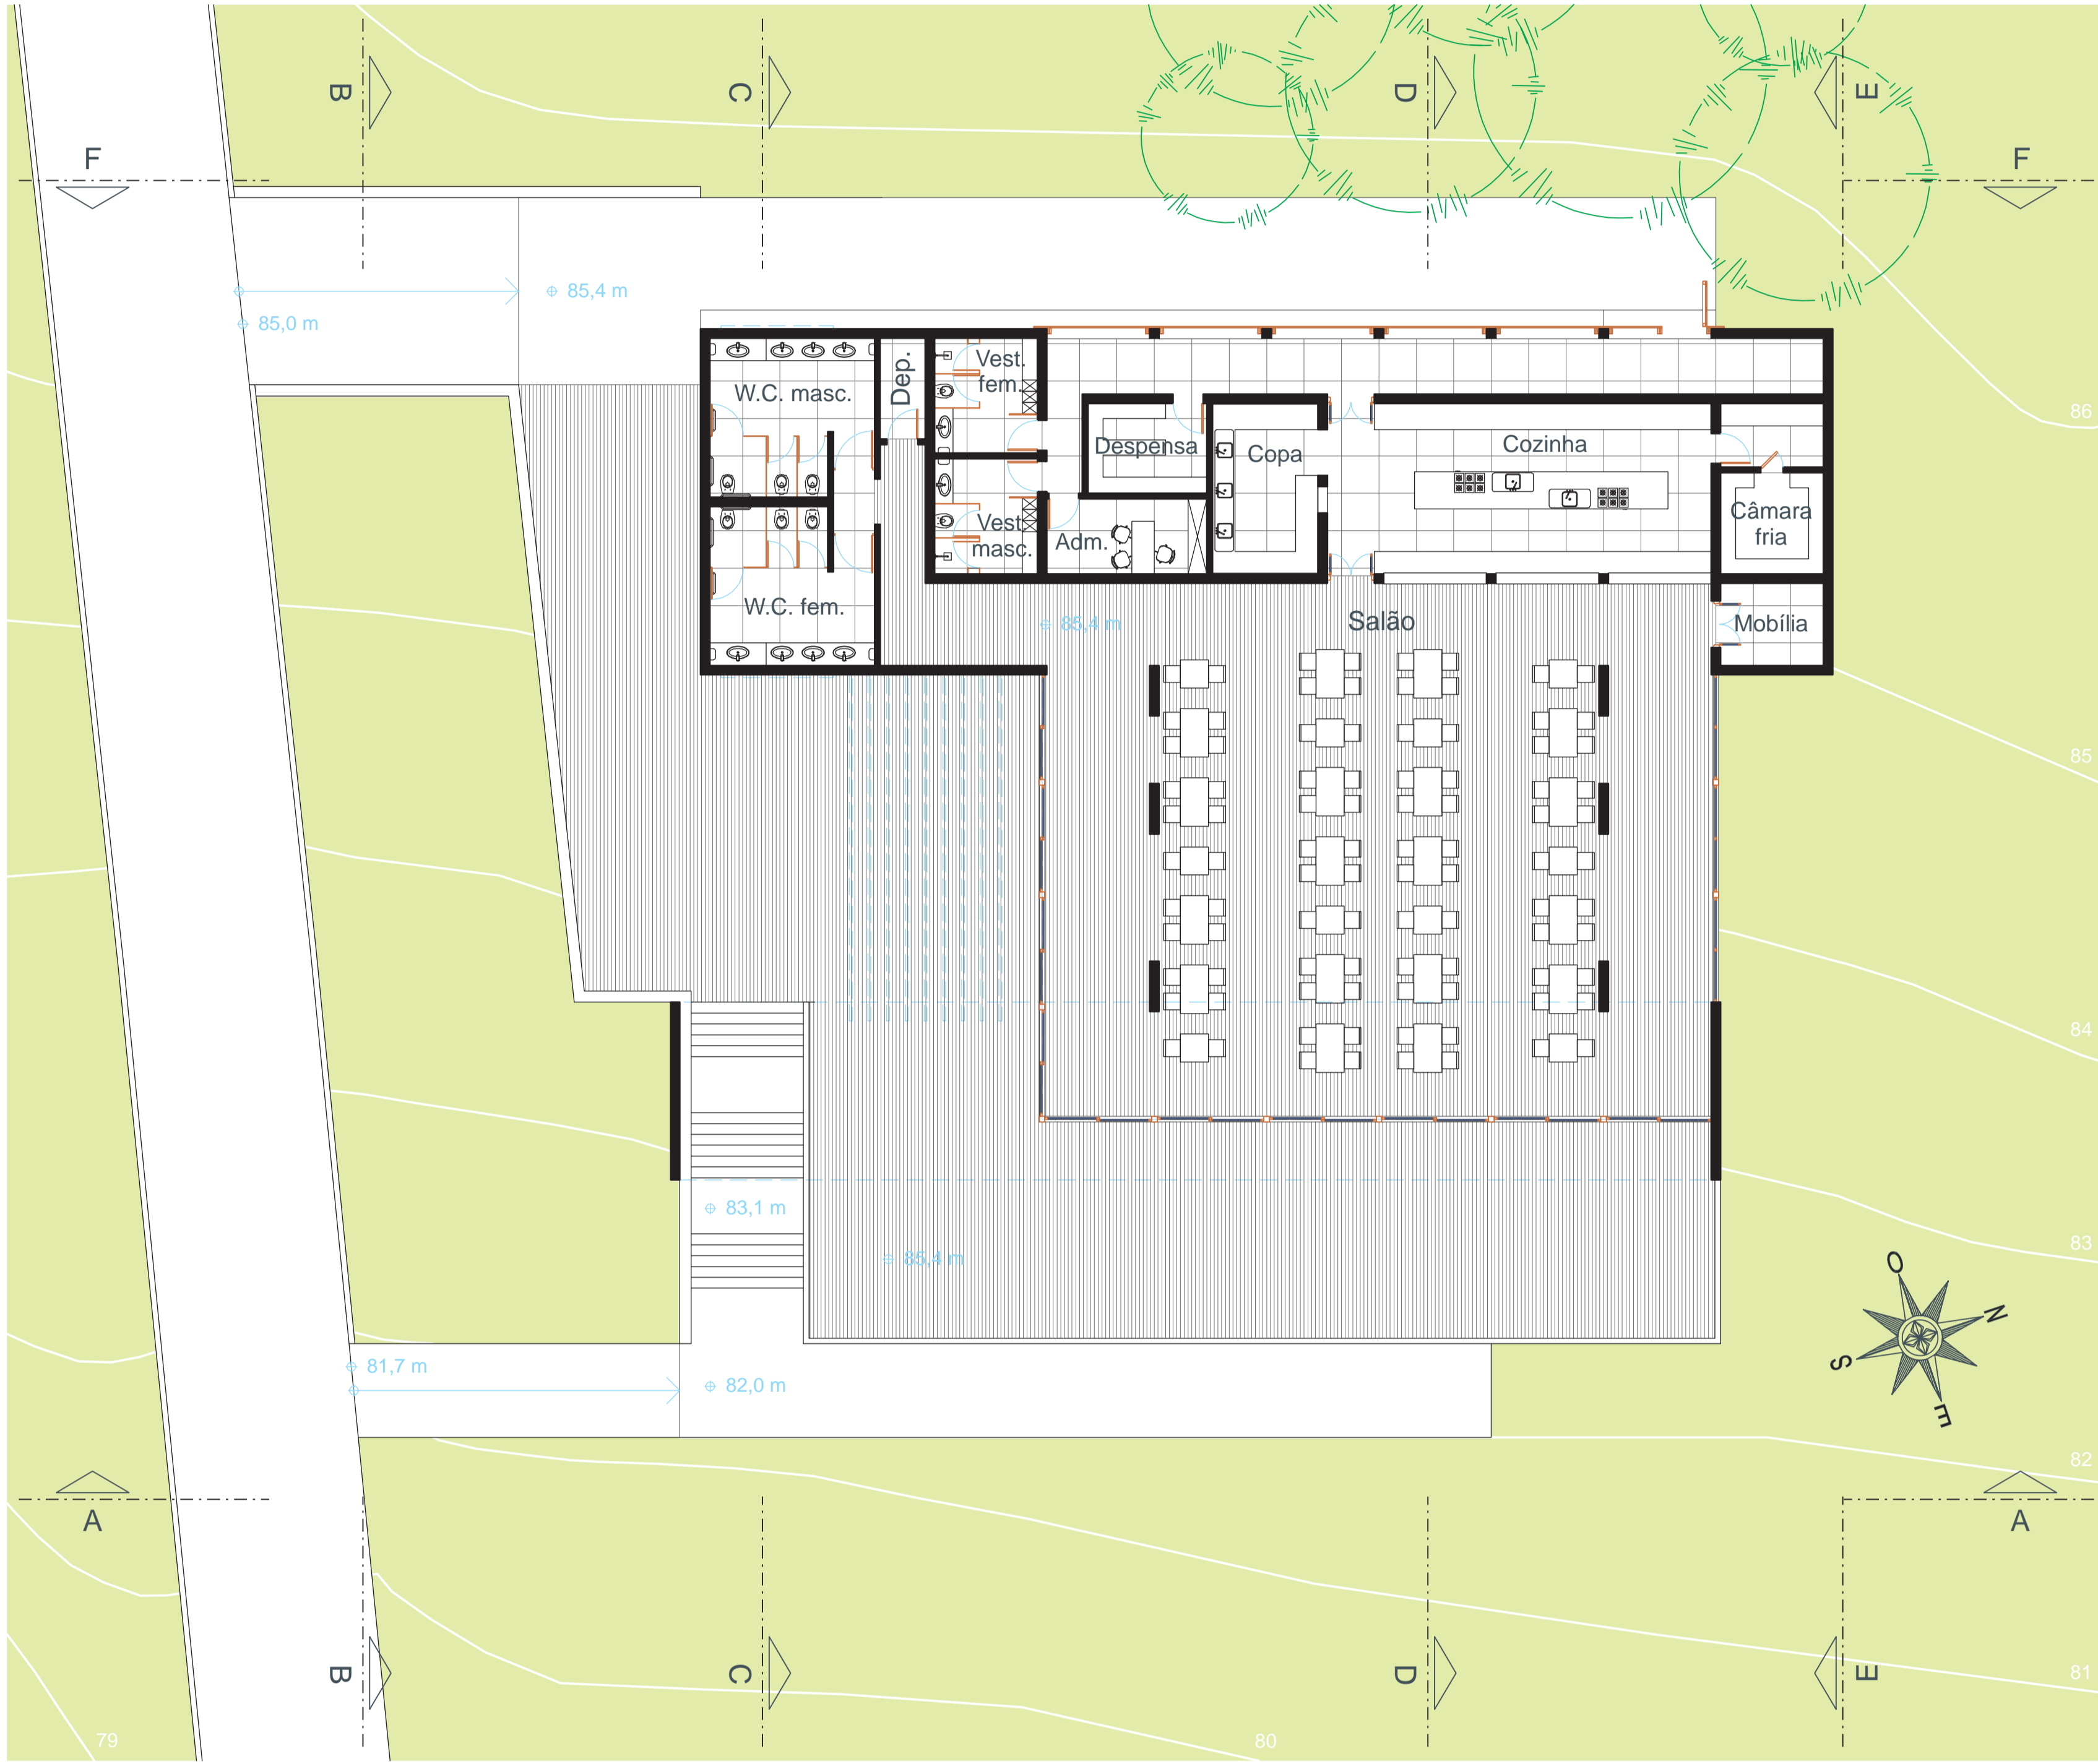 B
C
D
E
F
F
85,4 m
85,0 m
W.C. masc.
Dep.
Vest.
fem.
Despensa
Copa
Cozinha
Câmara
fria
86
Vest.
masc.
Adm.
W.C. fem.
85,4 m
Salão
Mobília
85
84
83,1 m
85,4 m
83
O
N
S
E
81,7 m
82,0 m
82
A
A
B
C
D
E
81
79
80